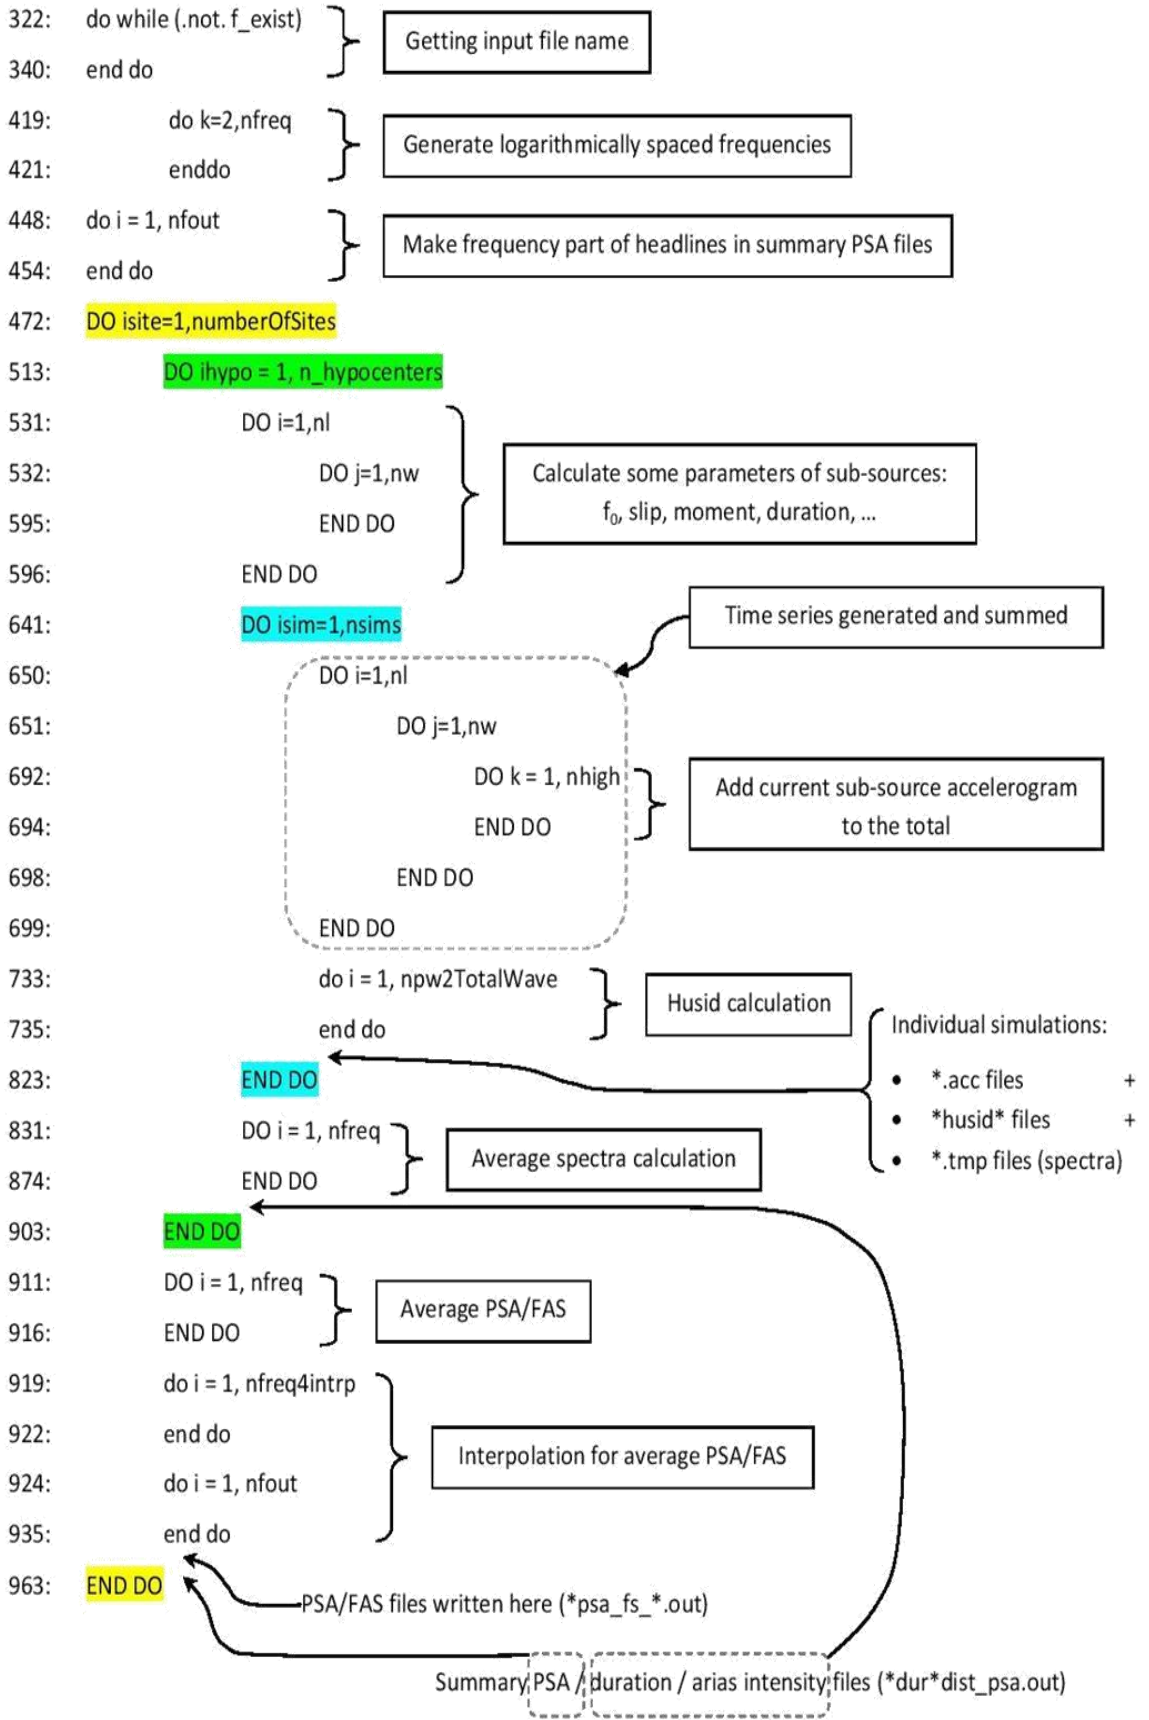 322: do while (.not. f_exist)
Getting input file name
340: end do
419: do k=2,nfreq
Generate logarithmically spaced frequencies
421: enddo
448: do i = 1, nfout
Make frequency part of headlines in summary PSA files
454: end do
472: DO isite=1,numberOfSites
513: DO ihypo = 1, n_hypocenters
531: DO i=1,nl
532: DO j=1,nw
Calculate some parameters of sub-sources:
f₀, slip, moment, duration, ...
595: END DO
596: END DO
641: DO isim=1,nsims
Time series generated and summed
650: DO i=1,nl
651: DO j=1,nw
692: DO k = 1, nhigh
Add current sub-source accelerogram
to the total
694: END DO
698: END DO
699: END DO
733: do i = 1, npw2TotalWave
Husid calculation
735: end do
Individual simulations:
• *.acc files +
• *husid* files +
• *.tmp files (spectra)
823: END DO
831: DO i = 1, nfreq
Average spectra calculation
874: END DO
903: END DO
911: DO i = 1, nfreq
Average PSA/FAS
916: END DO
919: do i = 1, nfreq4intrp
922: end do
Interpolation for average PSA/FAS
924: do i = 1, nfout
935: end do
963: END DO
PSA/FAS files written here (*psa_fs_*.out)
Summary PSA / duration / arias intensity files (*dur*dist_psa.out)